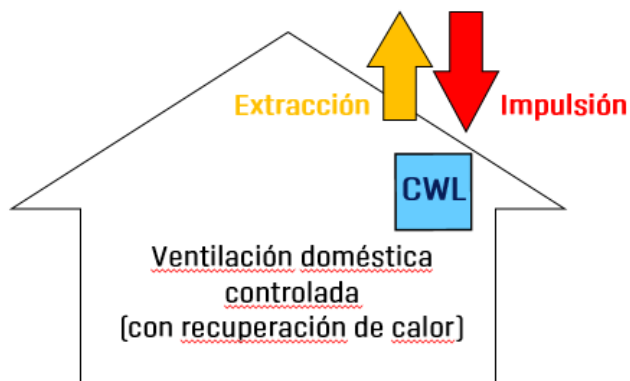 Extracción
Impulsión
CWL
Ventilación doméstica
controlada
(con recuperación de calor)